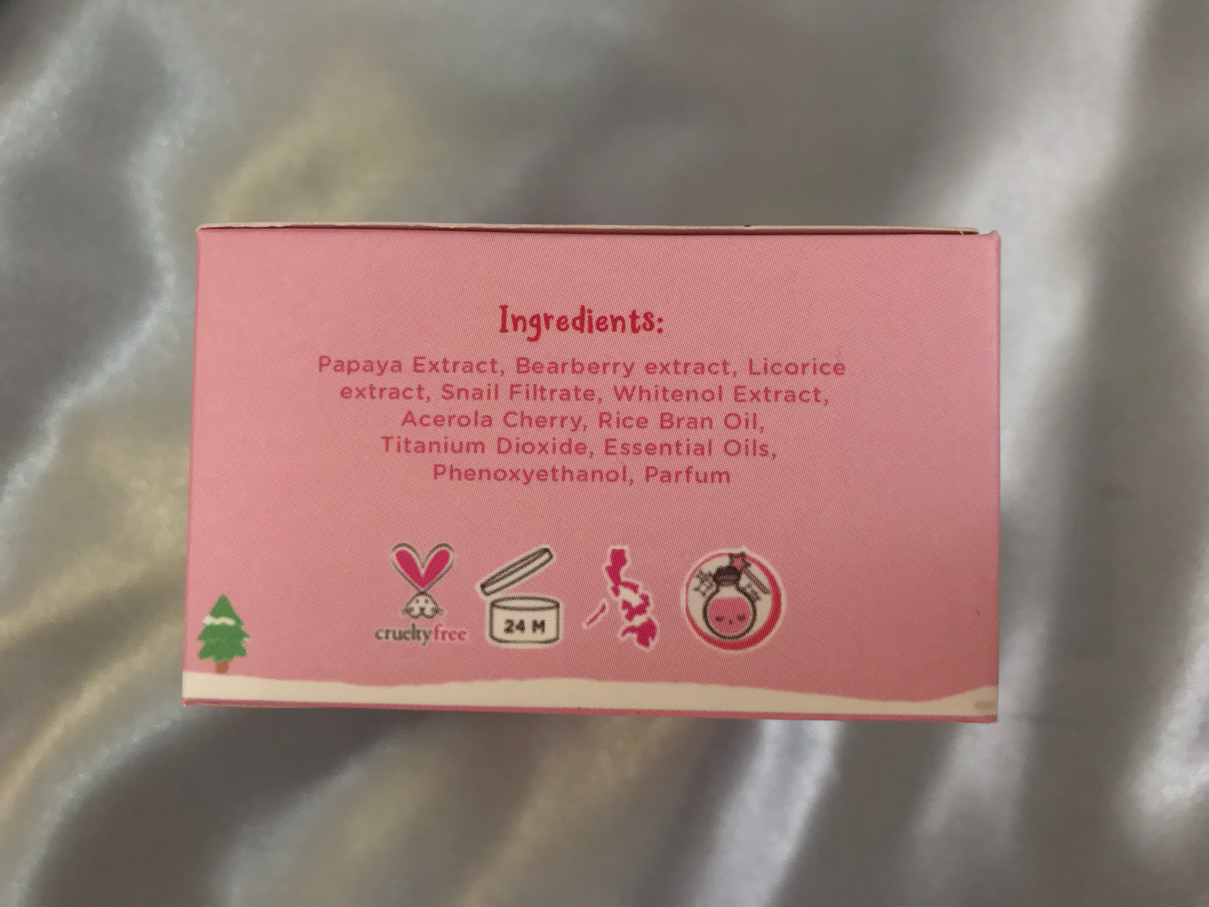 Ingredients:
Papaya Extract, Bearberry extract, Licorice
extract, Snail Filtrate, Whitenol Extract,
Acerola Cherry, Rice Bran Oil,
Titanium Dioxide, Essential Oils,
Phenoxyethanol, Parfum
crueltyfree
24 M